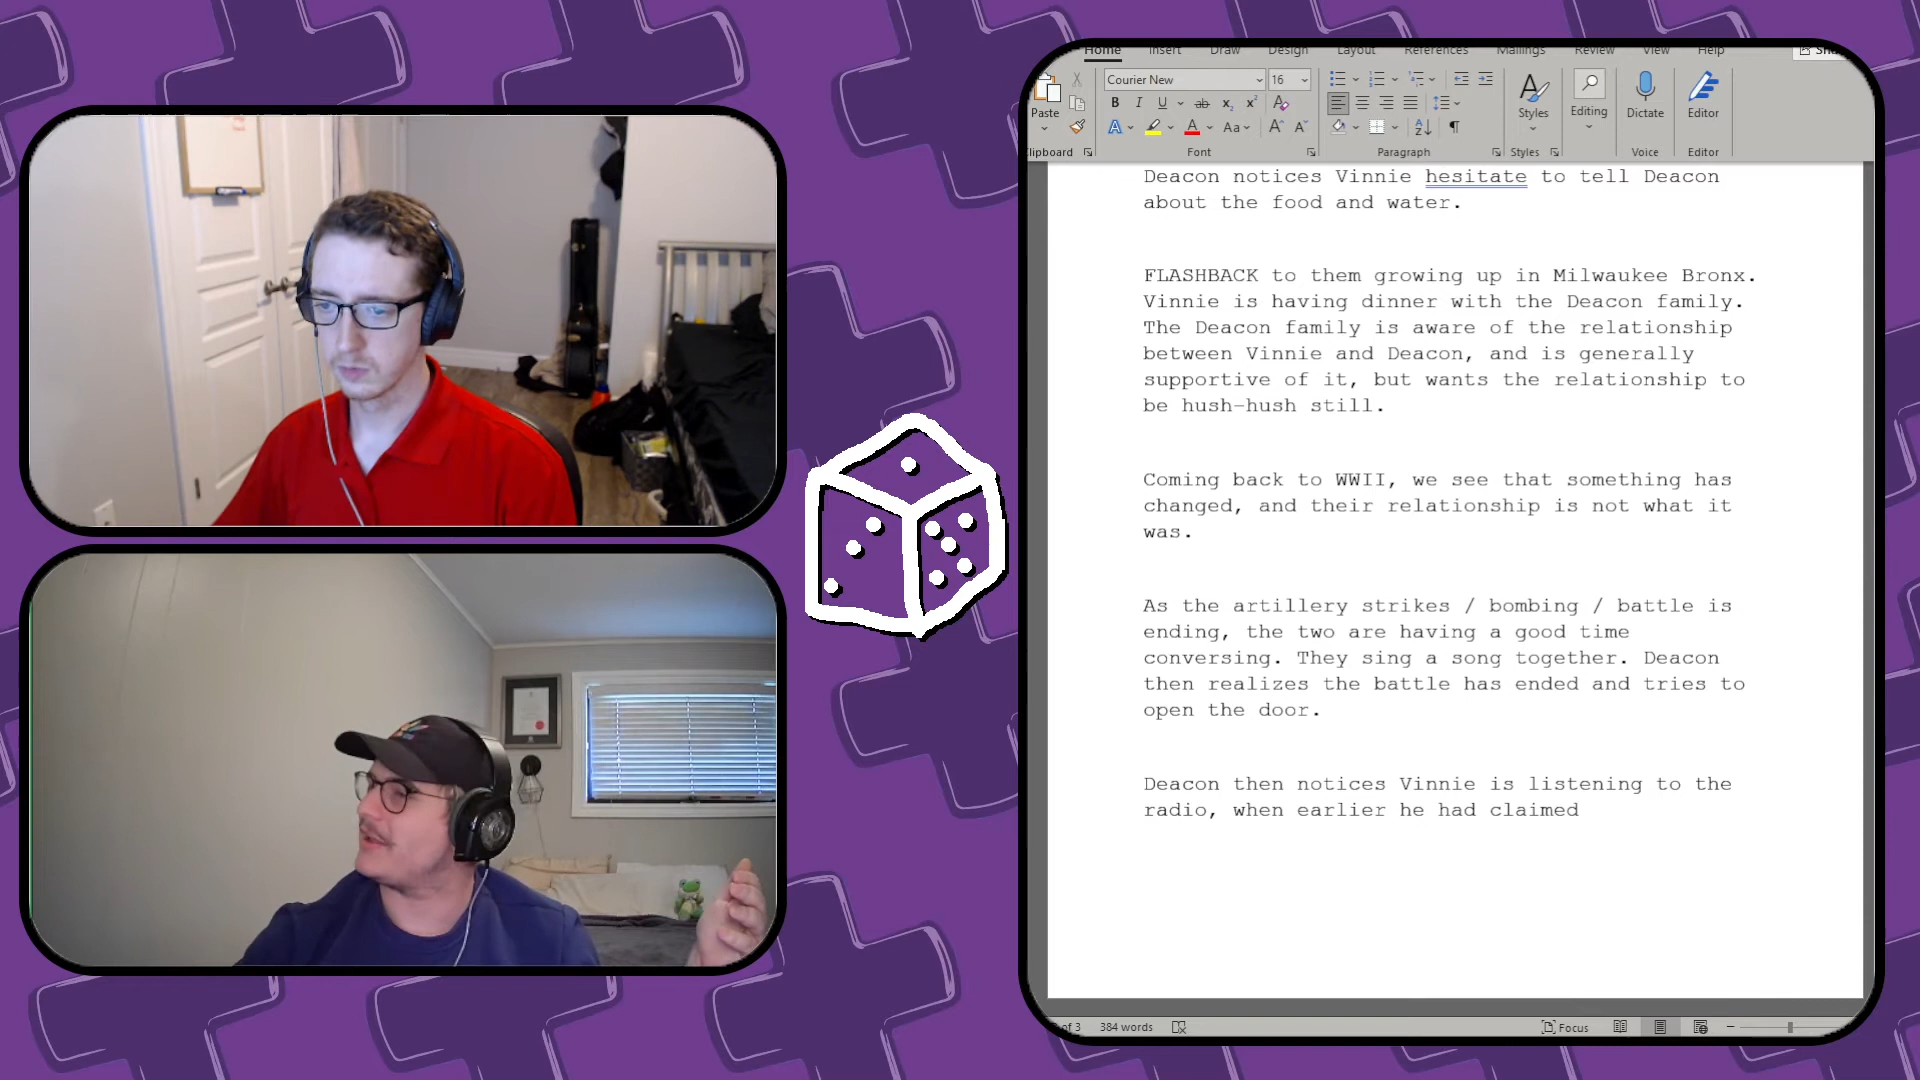 Home Insert Draw Design Layout References Mailings Review View Help
Courier New 16
Paste
Styles
Editing
Dictate
Editor
Font
Paragraph
Styles
Voice
Editor
Deacon notices Vinnie hesitate to tell Deacon
about the food and water.
FLASHBACK to them growing up in Milwaukee Bronx.
Vinnie is having dinner with the Deacon family.
The Deacon family is aware of the relationship
between Vinnie and Deacon, and is generally
supportive of it, but wants the relationship to
be hush-hush still.
Coming back to WWII, we see that something has
changed, and their relationship is not what it
was.
As the artillery strikes / bombing / battle is
ending, the two are having a good time
conversing. They sing a song together. Deacon
then realizes the battle has ended and tries to
open the door.
Deacon then notices Vinnie is listening to the
radio, when earlier he had claimed
of 3 384 words Focus